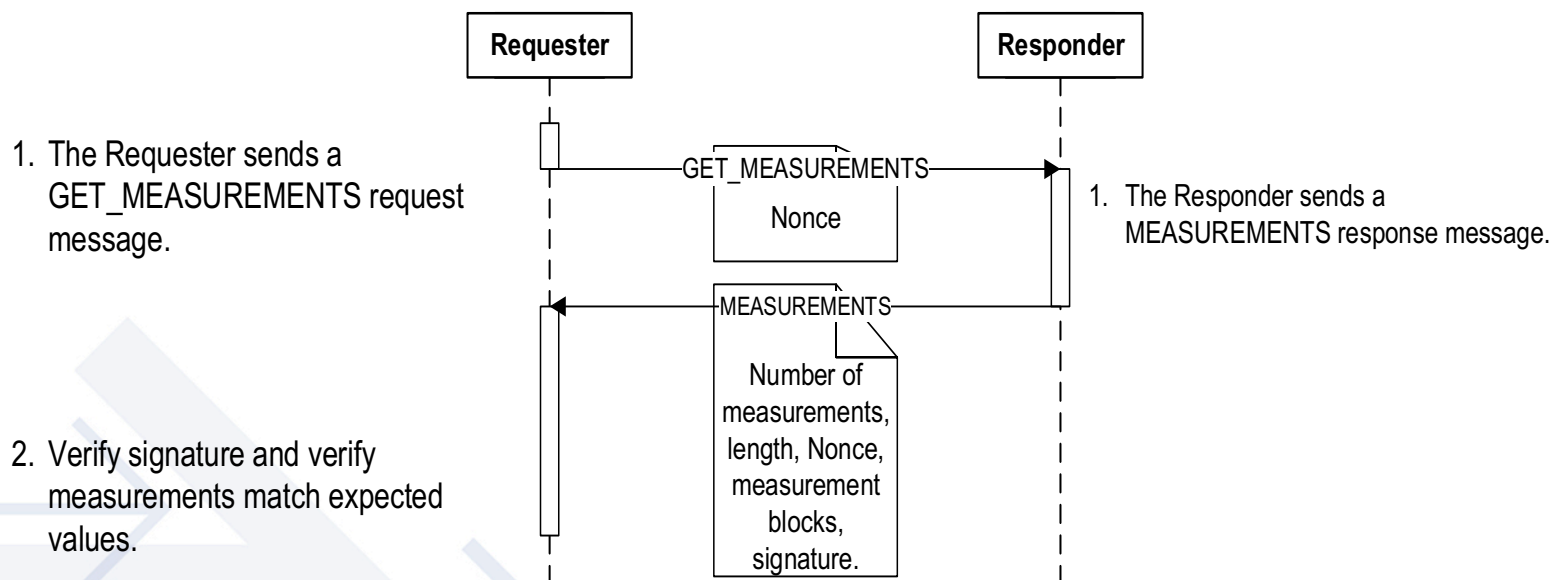 Requester
Responder
1. The Requester sends a
GET_MEASUREMENTS request
message.
GET_MEASUREMENTS
Nonce
1. The Responder sends a
MEASUREMENTS response message.
MEASUREMENTS
Number of
measurements,
length, Nonce,
measurement
blocks,
signature.
2. Verify signature and verify
measurements match expected
values.